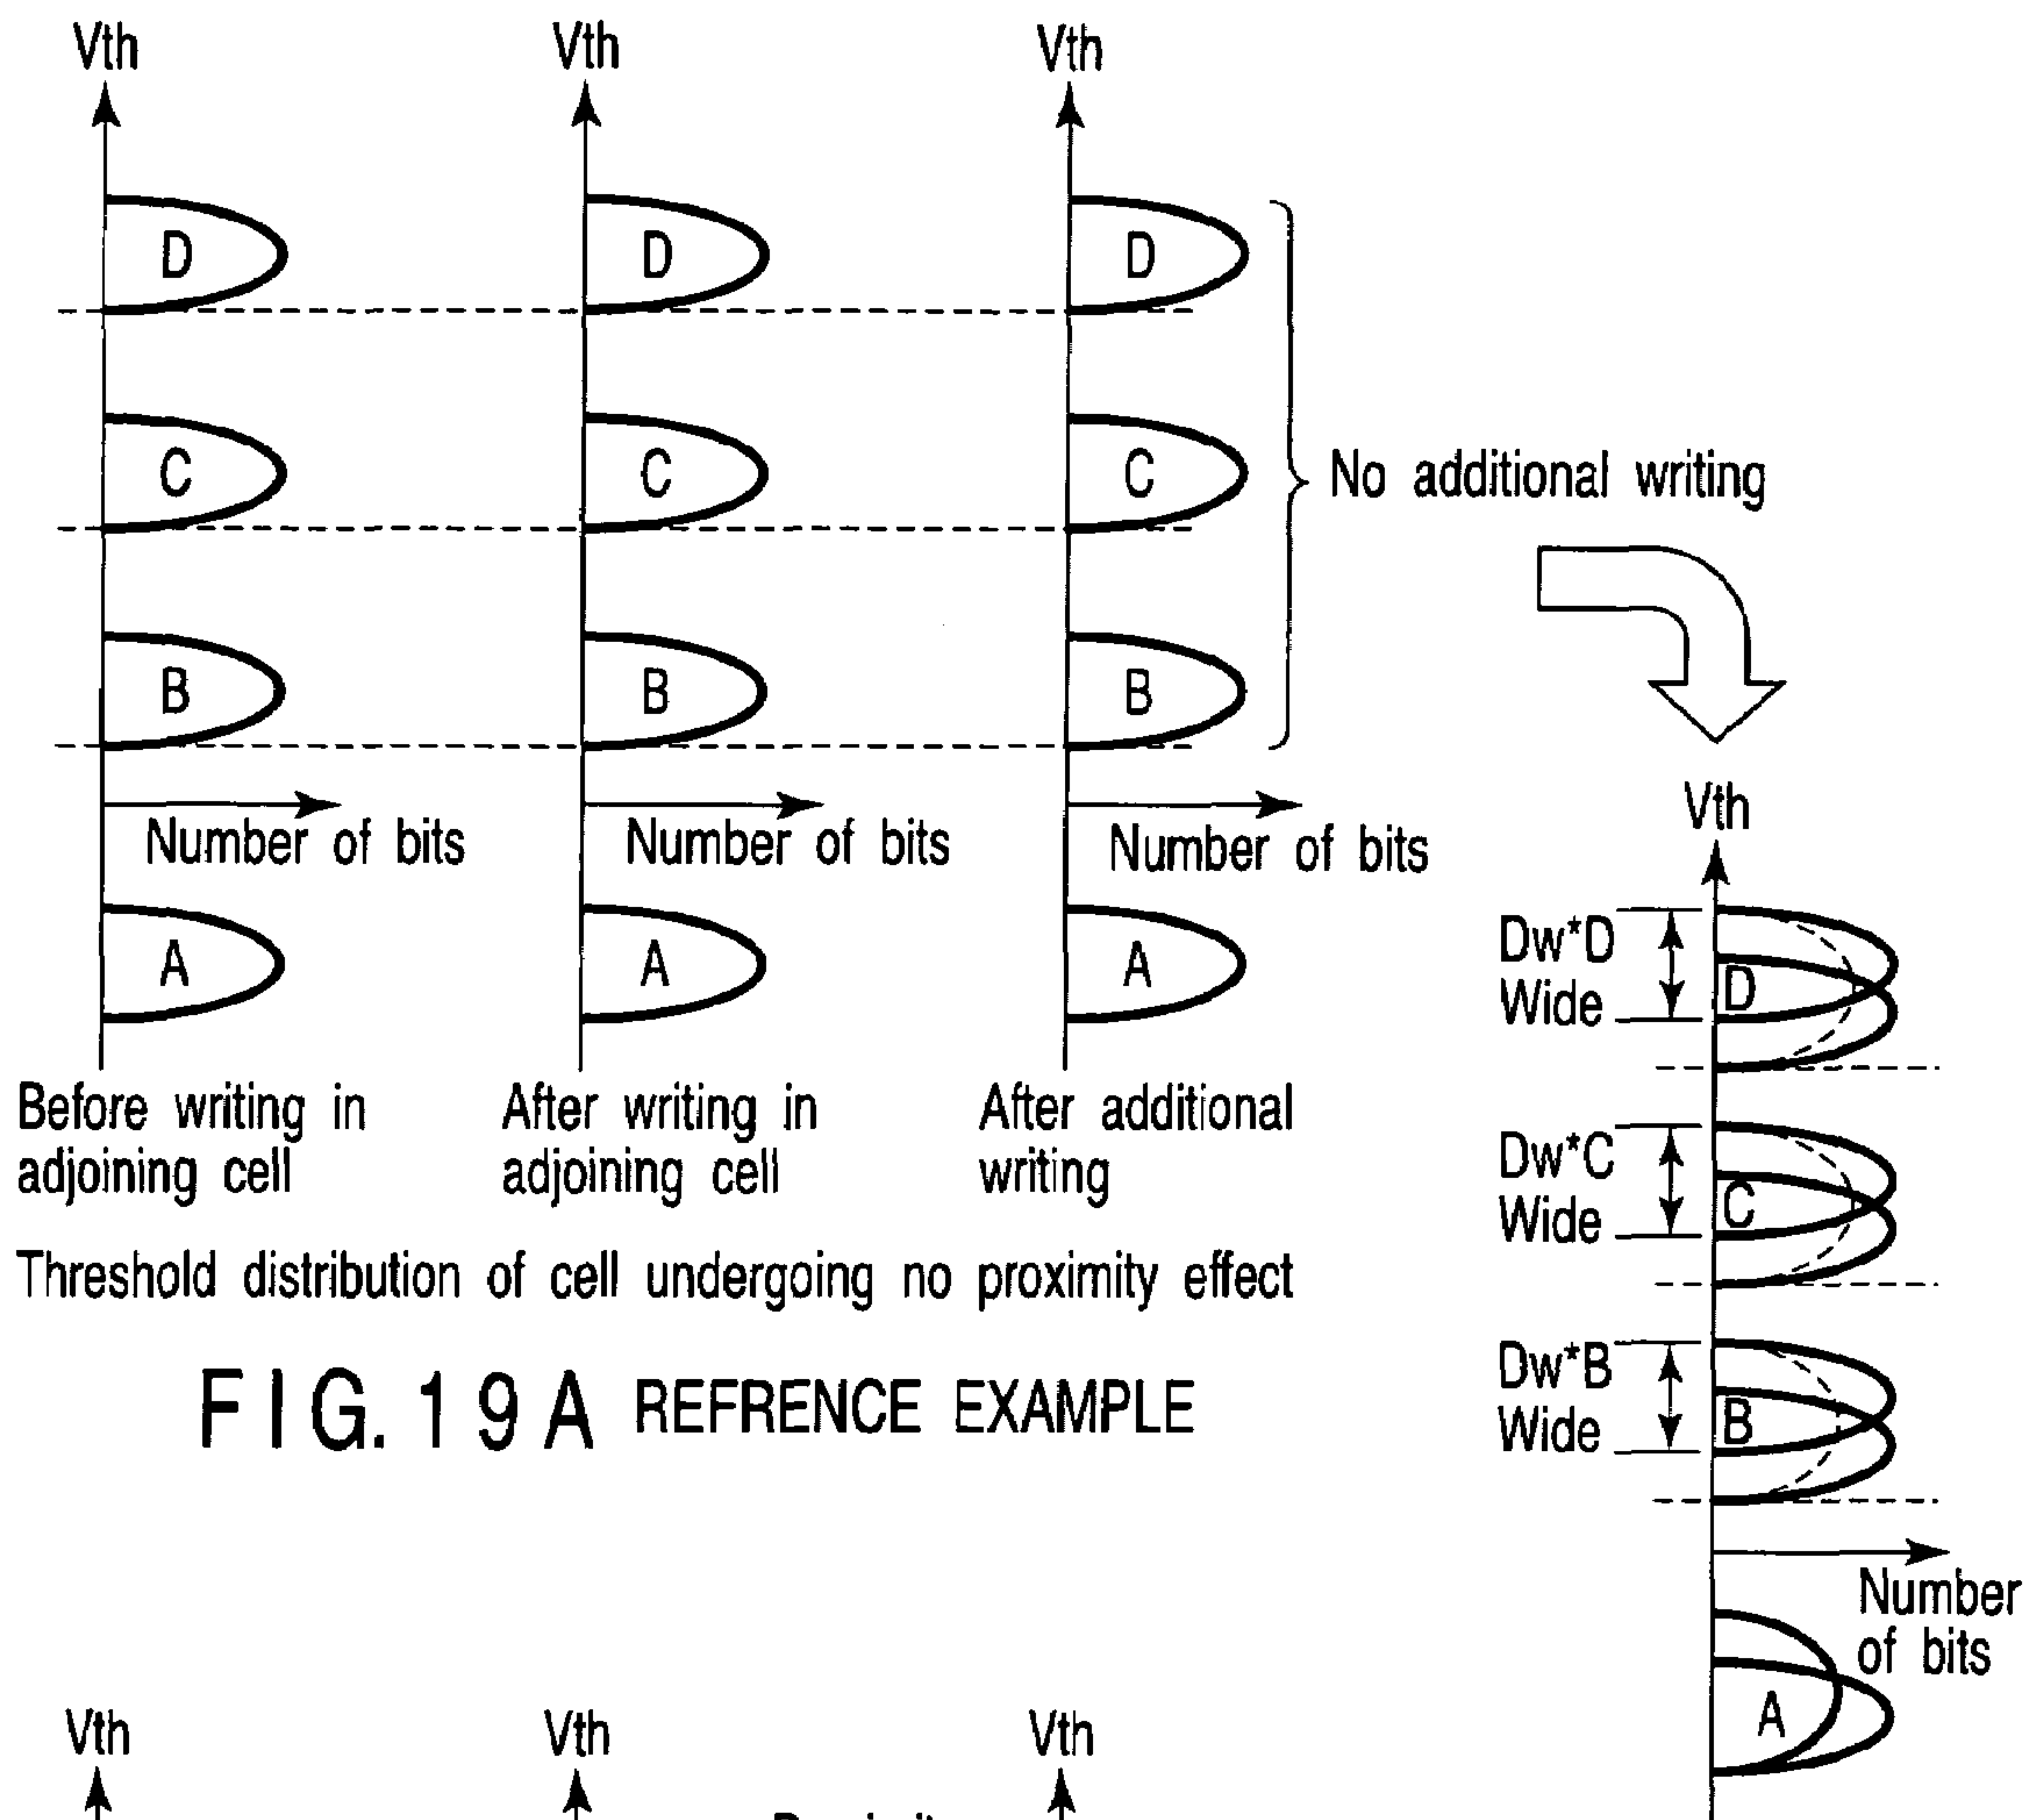 Vth
Vth
Vth
D
D
D
C
C
C
No additional writing
B
B
B
Number of bits
Number of bits
Number of bits
A
A
A
Before writing in
adjoining cell
After writing in
adjoining cell
After additional
writing
Threshold distribution of cell undergoing no proximity effect
FIG. 19A REFRENCE EXAMPLE
Vth
Dw*D
Wide
D
Dw*C
Wide
C
Dw*B
Wide
B
Number
of bits
A
Vth
Vth
Vth